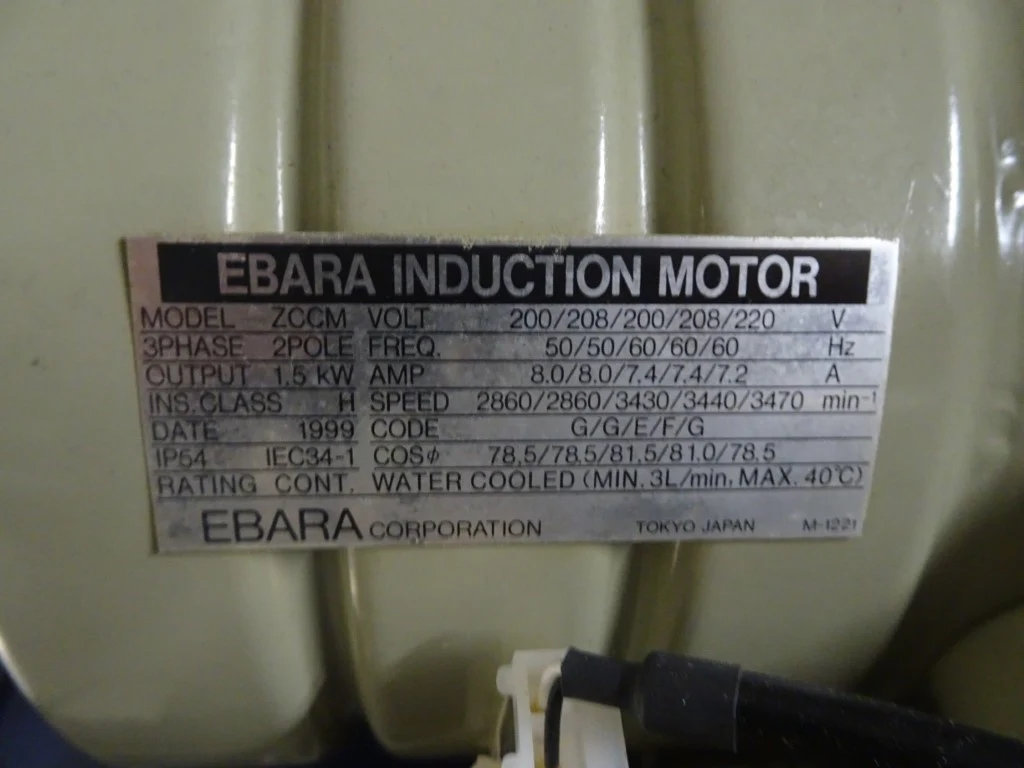 EBARA INDUCTION MOTOR
MODEL ZCCM VOLT 200/208/200/208/220 V
3PHASE 2POLE FREQ. 50/50/60/60/60 Hz
OUTPUT 1.5 kW AMP 8.0/8.0/7.4/7.4/7.2 A
INS.CLASS H SPEED 2860/2860/3430/3440/3470 min⁻¹
DATE 1999 CODE G/G/E/F/G
IP54 IEC34-1 COSφ 78.5/78.5/81.5/81.0/78.5
RATING CONT. WATER COOLED (MIN. 3L/min, MAX. 40℃)
EBARA CORPORATION TOKYO JAPAN M-1221